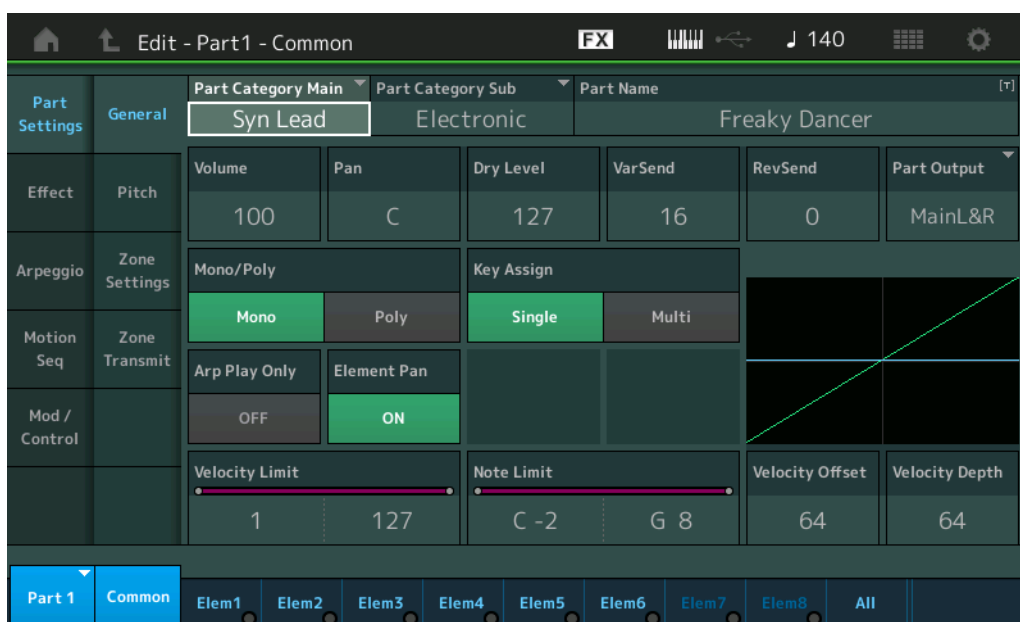 Edit - Part1 - Common
FX
♩ 140
Part Settings
General
Part Category Main
Syn Lead
Part Category Sub
Electronic
Part Name
[T]
Freaky Dancer
Effect
Pitch
Volume
100
Pan
C
Dry Level
127
VarSend
16
RevSend
0
Part Output
MainL&R
Arpeggio
Zone Settings
Mono/Poly
Mono
Poly
Key Assign
Single
Multi
Motion Seq
Zone Transmit
Arp Play Only
OFF
Element Pan
ON
Mod / Control
Velocity Limit
1
127
Note Limit
C -2
G 8
Velocity Offset
64
Velocity Depth
64
Part 1
Common
Elem1
Elem2
Elem3
Elem4
Elem5
Elem6
Elem7
Elem8
All